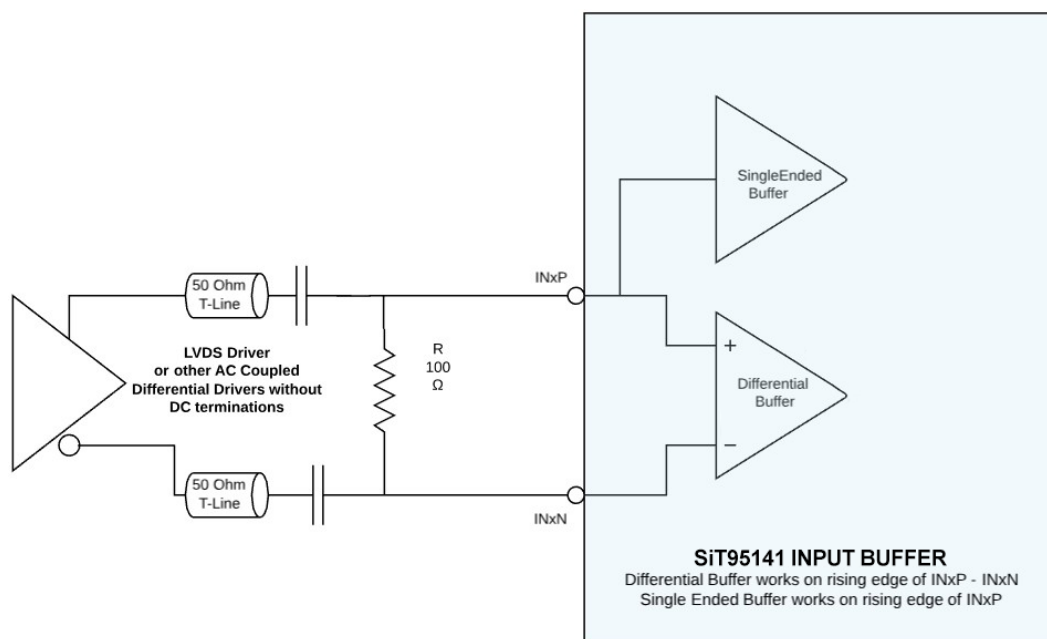 SingleEnded
Buffer
INxP
50 Ohm
T-Line
LVDS Driver
or other AC Coupled
Differential Drivers without
DC terminations
R
100
Ω
+
Differential
Buffer
−
50 Ohm
T-Line
INxN
SiT95141 INPUT BUFFER
Differential Buffer works on rising edge of INxP - INxN
Single Ended Buffer works on rising edge of INxP